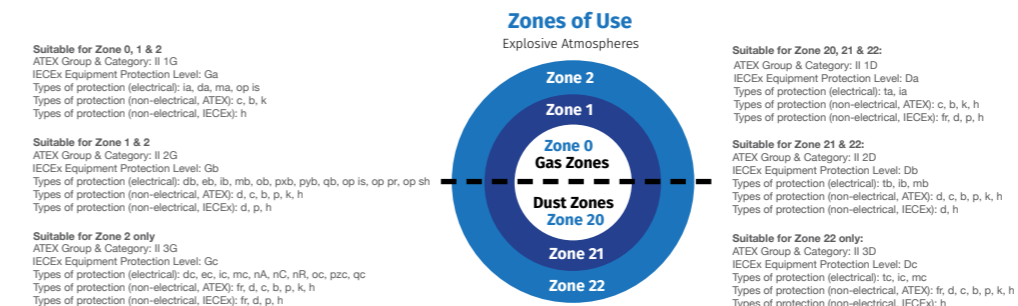 Zones of Use
Explosive Atmospheres
Suitable for Zone 0, 1 & 2
ATEX Group & Category: II 1G
IECEx Equipment Protection Level: Ga
Types of protection (electrical): ia, da, ma, op is
Types of protection (non-electrical, ATEX): c, b, k
Types of protection (non-electrical, IECEx): h
Suitable for Zone 1 & 2
ATEX Group & Category: II 2G
IECEx Equipment Protection Level: Gb
Types of protection (electrical): db, eb, ib, mb, ob, pxb, pyb, qb, op is, op pr, op sh
Types of protection (non-electrical, ATEX): d, c, b, p, k, h
Types of protection (non-electrical, IECEx): d, p, h
Suitable for Zone 2 only
ATEX Group & Category: II 3G
IECEx Equipment Protection Level: Gc
Types of protection (electrical): dc, ec, ic, mc, nA, nC, nR, oc, pzc, qc
Types of protection (non-electrical, ATEX): fr, d, c, b, p, k, h
Types of protection (non-electrical, IECEx): fr, d, p, h
Zone 2
Zone 1
Zone 0
Gas Zones
Dust Zones
Zone 20
Zone 21
Zone 22
Suitable for Zone 20, 21 & 22:
ATEX Group & Category: II 1D
IECEx Equipment Protection Level: Da
Types of protection (electrical): ta, ia
Types of protection (non-electrical, ATEX): c, b, k, h
Types of protection (non-electrical, IECEx): fr, d, p, h
Suitable for Zone 21 & 22:
ATEX Group & Category: II 2D
IECEx Equipment Protection Level: Db
Types of protection (electrical): tb, ib, mb
Types of protection (non-electrical, ATEX): d, c, b, p, k, h
Types of protection (non-electrical, IECEx): d, h
Suitable for Zone 22 only:
ATEX Group & Category: II 3D
IECEx Equipment Protection Level: Dc
Types of protection (electrical): tc, ic, mc
Types of protection (non-electrical, ATEX): fr, d, c, b, p, k, h
Types of protection (non-electrical, IECEx): h